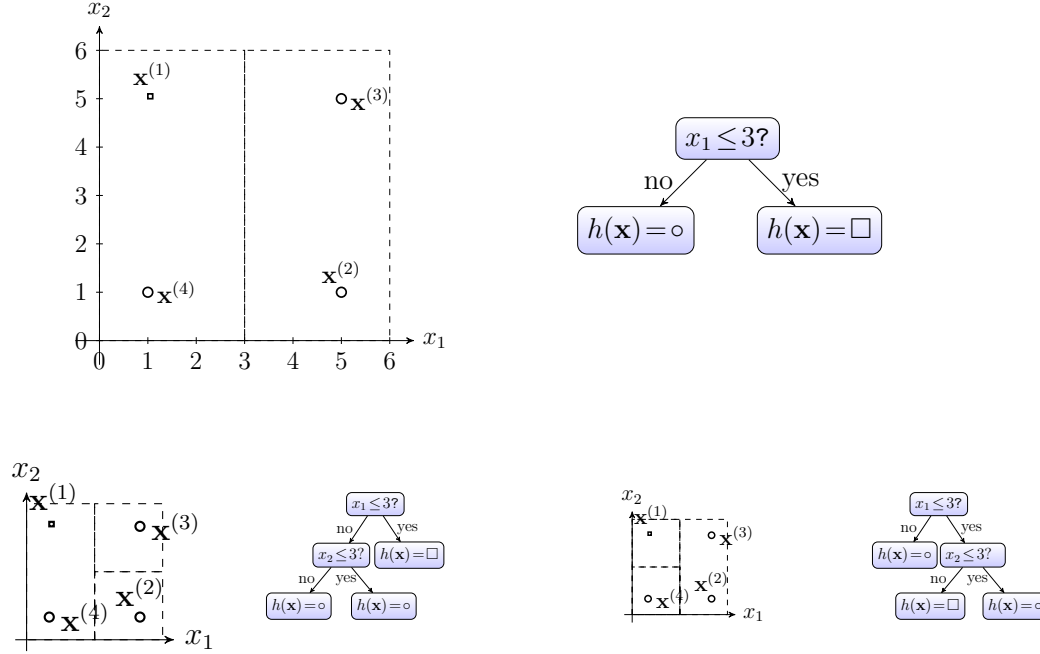 x₂
6
x⁽¹⁾
5
x⁽³⁾
4
3
2
x⁽²⁾
1
x⁽⁴⁾
0
x₁
0 1 2 3 4 5 6
x₁ ≤ 3?
no yes
h(x) = ○ h(x) = □
x₂
x⁽¹⁾
x⁽³⁾
x⁽²⁾
x⁽⁴⁾
x₁
x₁ ≤ 3?
no yes
x₂ ≤ 3? h(x) = □
no yes
h(x) = ○ h(x) = ○
x₂
x⁽¹⁾
x⁽³⁾
x⁽²⁾
x⁽⁴⁾
x₁
x₁ ≤ 3?
no yes
h(x) = ○ x₂ ≤ 3?
no yes
h(x) = □ h(x) = ○